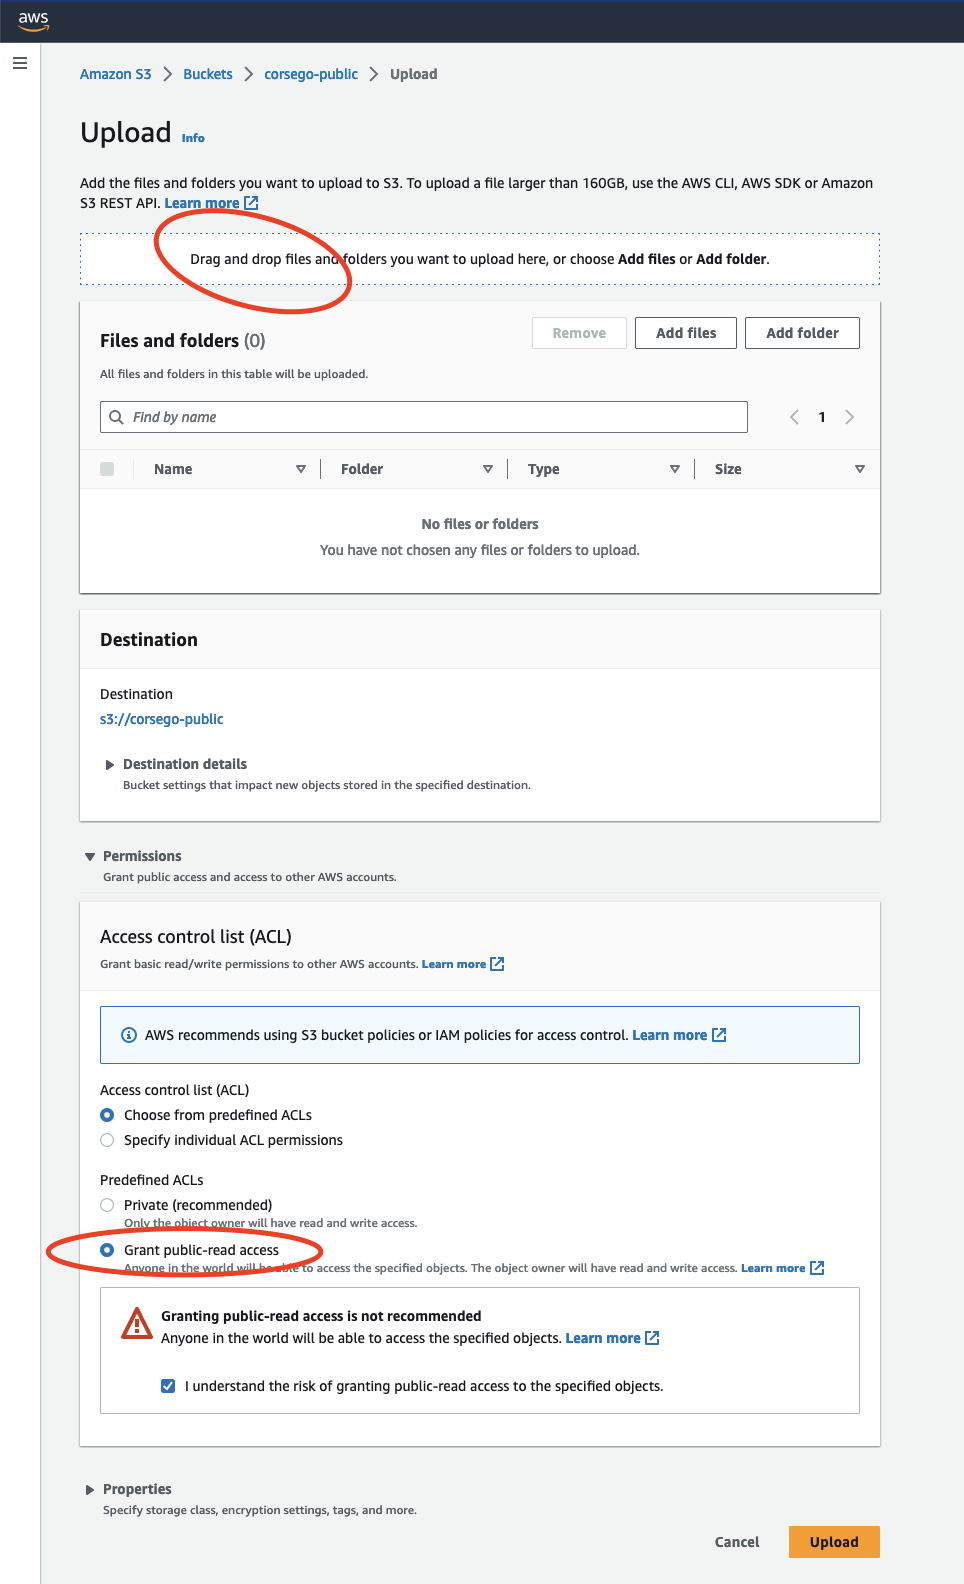 aws
Amazon S3 > Buckets > corsego-public > Upload
Upload Info
Add the files and folders you want to upload to S3. To upload a file larger than 160GB, use the AWS CLI, AWS SDK or Amazon
S3 REST API. Learn more
Drag and drop files and folders you want to upload here, or choose Add files or Add folder.
Files and folders (0)
Remove
Add files
Add folder
All files and folders in this table will be uploaded.
Find by name
1
Name Folder Type Size
No files or folders
You have not chosen any files or folders to upload.
Destination
Destination
s3://corsego-public
Destination details
Bucket settings that impact new objects stored in the specified destination.
Permissions
Grant public access and access to other AWS accounts.
Access control list (ACL)
Grant basic read/write permissions to other AWS accounts. Learn more
AWS recommends using S3 bucket policies or IAM policies for access control. Learn more
Access control list (ACL)
Choose from predefined ACLs
Specify individual ACL permissions
Predefined ACLs
Private (recommended)
Only the object owner will have read and write access.
Grant public-read access
Anyone in the world will be able to access the specified objects. The object owner will have read and write access. Learn more
Granting public-read access is not recommended
Anyone in the world will be able to access the specified objects. Learn more
I understand the risk of granting public-read access to the specified objects.
Properties
Specify storage class, encryption settings, tags, and more.
Cancel
Upload